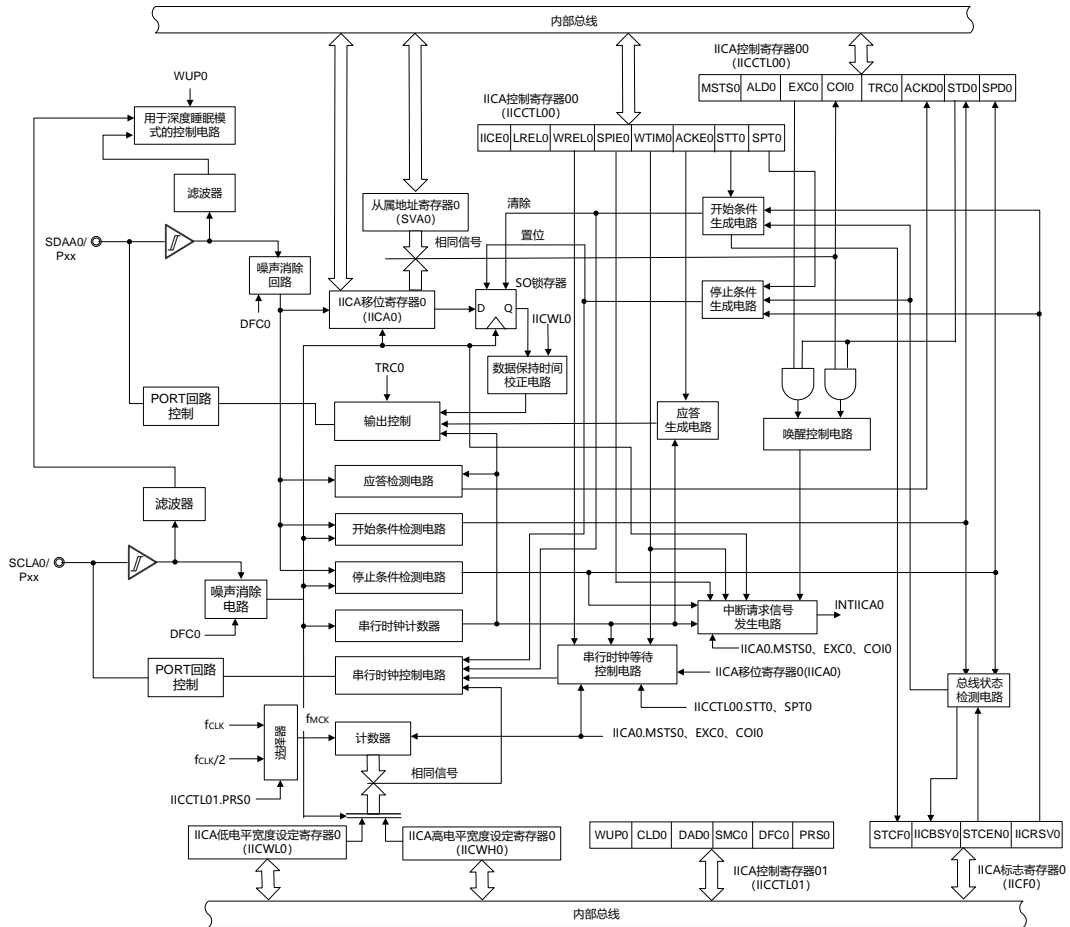 内部总线
IICA控制寄存器00
(IICCTL00)
MSTS0 ALD0 EXC0 COI0 TRC0 ACKD0 STD0 SPD0
WUP0
用于深度睡眠模
式的控制电路
IICA控制寄存器00
(IICCTL00)
IICE0 LREL0 WREL0 SPIE0 WTIM0 ACKE0 STT0 SPT0
滤波器
从属地址寄存器0
(SVA0)
清除
开始条件
生成电路
SDAA0/
Pxx
相同信号
置位
噪声消除
回路
SO锁存器
停止条件
生成电路
IICA移位寄存器0
(IICA0)
D Q
DFC0
IICWL0
TRC0
数据保持时间
校正电路
PORT回路
控制
输出控制
应答
生成电路
唤醒控制电路
应答检测电路
滤波器
开始条件检测电路
SCLA0/
Pxx
停止条件检测电路
噪声消除
电路
中断请求信号
发生电路
INTIICA0
串行时钟计数器
DFC0
IICA0.MSTS0、EXC0、COI0
PORT回路
控制
串行时钟控制电路
串行时钟等待
控制电路
IICA移位寄存器0(IICA0)
总线状态
检测电路
IICCTL00.STT0、SPT0
fCLK
fMCK
选择器
计数器
IICA0.MSTS0、EXC0、COI0
fCLK/2
相同信号
IICCTL01.PRS0
IICA低电平宽度设定寄存器0
(IICWL0)
IICA高电平宽度设定寄存器0
(IICWH0)
WUP0 CLD0 DAD0 SMC0 DFC0 PRS0
STCF0 IICBSY0 STCEN0 IICRSV0
IICA控制寄存器01
(IICCTL01)
IICA标志寄存器0
(IICF0)
内部总线